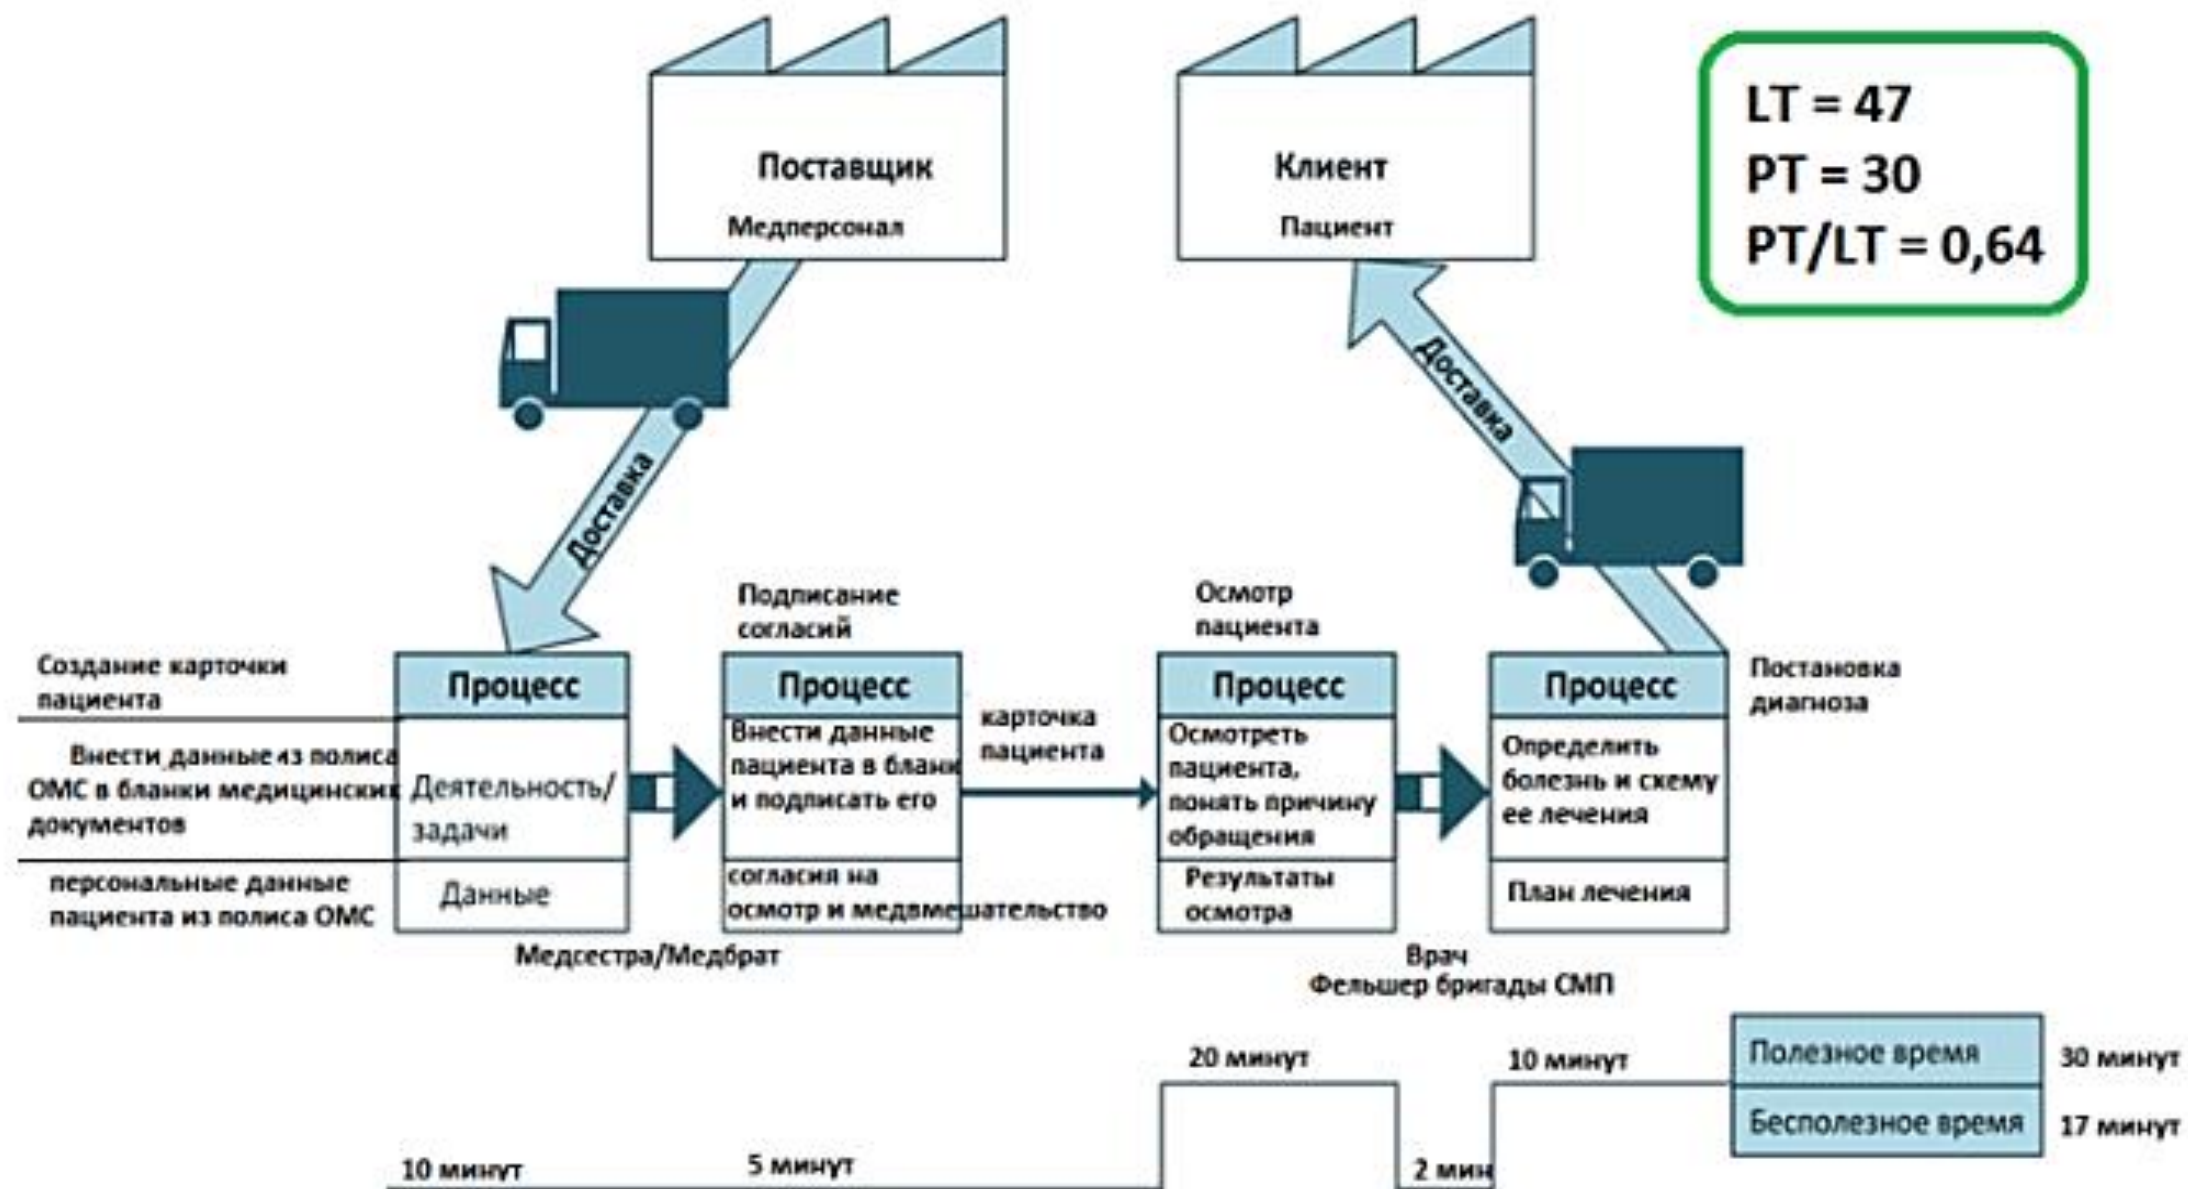 Поставщик
Медперсонал
Клиент
Пациент
LT = 47
PT = 30
PT/LT = 0,64
Доставка
Доставка
Создание карточки
пациента
Внести данные из полиса
ОМС в бланки медицинских
документов
персональные данные
пациента из полиса ОМС
Процесс
Деятельность/
задачи
Данные
Подписание
согласий
Процесс
Внести данные
пациента в бланк
и подписать его
согласия на
осмотр и медвмешательство
Медсестра/Медбрат
карточка
пациента
Осмотр
пациента
Процесс
Осмотреть
пациента,
понять причину
обращения
Результаты
осмотра
Процесс
Определить
болезнь и схему
ее лечения
План лечения
Постановка
диагноза
Врач
Фельшер бригады СМП
10 минут
5 минут
20 минут
2 мин
10 минут
Полезное время
30 минут
Бесполезное время
17 минут